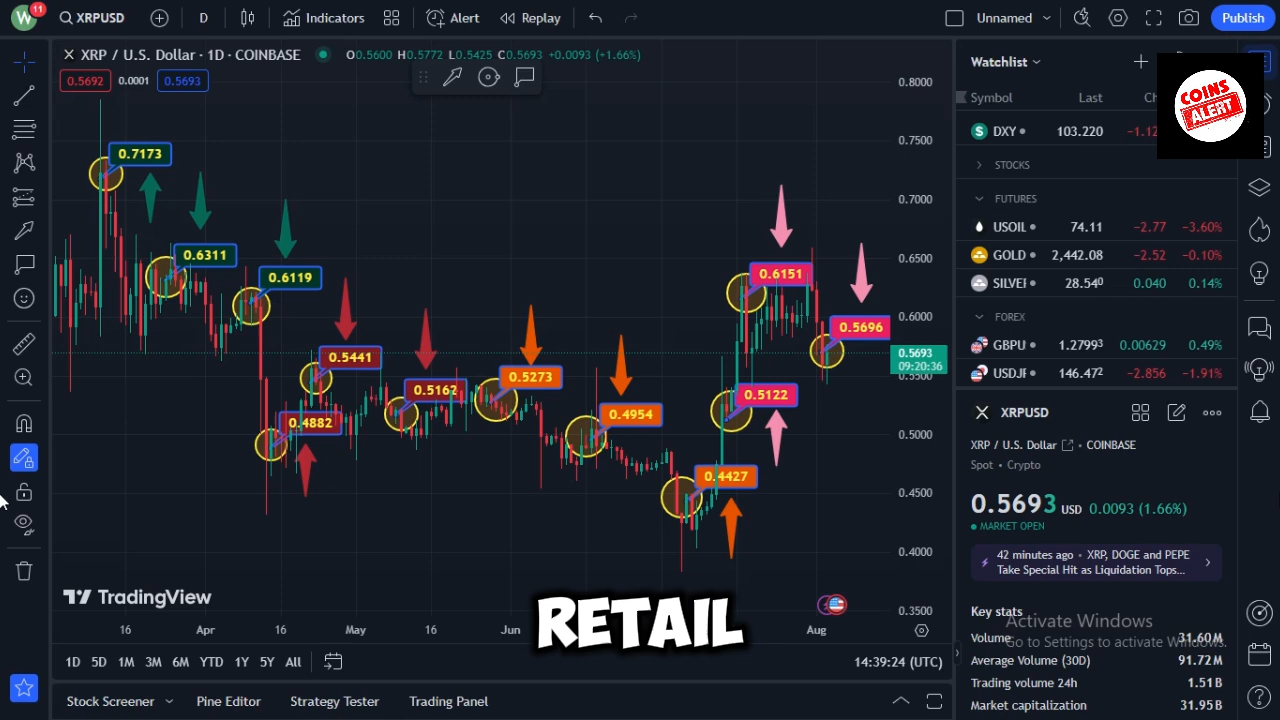 W 11 XRPUSD D Indicators Alert Replay Unnamed Publish
XRP / U.S. Dollar · 1D · COINBASE O0.5600 H0.5772 L0.5425 C0.5693 +0.0093 (+1.66%)
0.5692 0.0001 0.5693
0.8000
0.7500
0.7000
0.6500
0.6000
0.5693
09:20:36
0.5000
0.4500
0.4000
0.3500
0.7173
0.6311
0.6119
0.5441
0.4882
0.5162
0.5273
0.4954
0.4427
0.5122
0.6151
0.5696
TradingView
RETAIL
16 Apr 16 May 16 Jun Aug
1D 5D 1M 3M 6M YTD 1Y 5Y All 14:39:24 (UTC)
Stock Screener Pine Editor Strategy Tester Trading Panel
Watchlist
COINS
ALERT
Symbol Last
DXY 103.220
STOCKS
FUTURES
USOIL 74.11 −2.77 −3.60%
GOLD 2,442.08 −2.52 −0.10%
SILVE 28.540 0.040 0.14%
FOREX
GBPU 1.27993 0.00629 0.49%
USDJ 146.472 −2.856 −1.91%
XRPUSD
XRP / U.S. Dollar • COINBASE
Spot • Crypto
0.5693 USD 0.0093 (1.66%)
MARKET OPEN
42 minutes ago • XRP, DOGE and PEPE
Take Special Hit as Liquidation Tops...
Key stats
Activate Windows
Go to Settings to activate Windows.
Volume 31.60M
Average Volume (30D) 91.72M
Trading volume 24h 1.51B
Market capitalization 31.95B